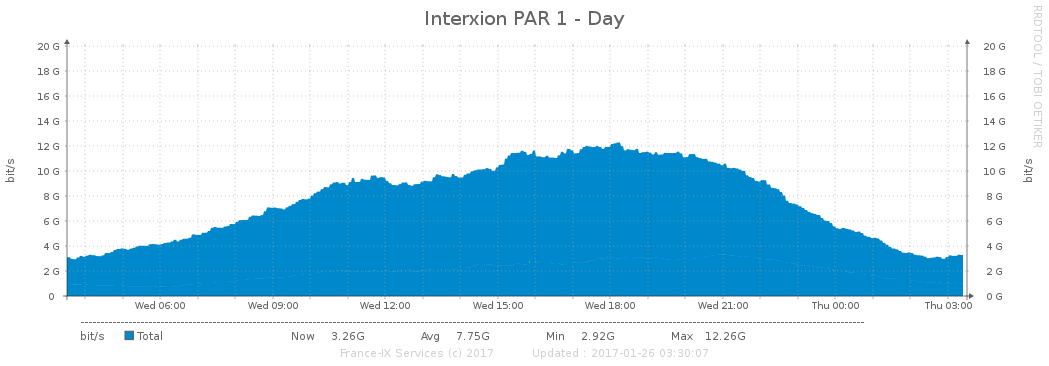 Interxion PAR 1 - Day
RRDTOOL / TOBI OETIKER
20 G 20 G
18 G 18 G
16 G 16 G
14 G 14 G
12 G 12 G
10 G 10 G
8 G 8 G
6 G 6 G
4 G 4 G
2 G 2 G
0 0 G
bit/s
bit/s
Wed 06:00 Wed 09:00 Wed 12:00 Wed 15:00 Wed 18:00 Wed 21:00 Thu 00:00 Thu 03:00
bit/s Total Now 3.26G Avg 7.75G Min 2.92G Max 12.26G
France-IX Services (c) 2017 Updated : 2017-01-26 03:30:07